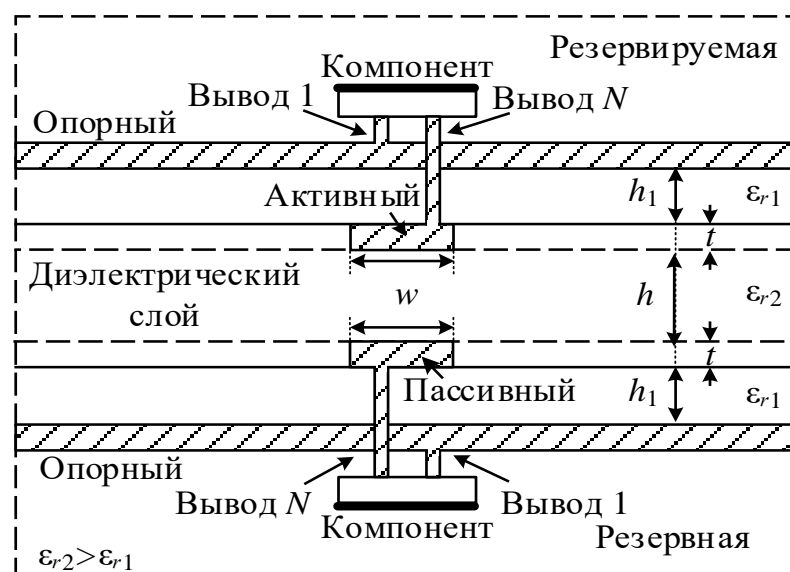 Резервируемая
Компонент
Вывод 1
Вывод N
Опорный
h₁
εr1
Активный
t
Диэлектрический
слой
w
h
εr2
t
Пассивный
h₁
εr1
Опорный
Вывод N
Вывод 1
Компонент
Резервная
εr2>εr1